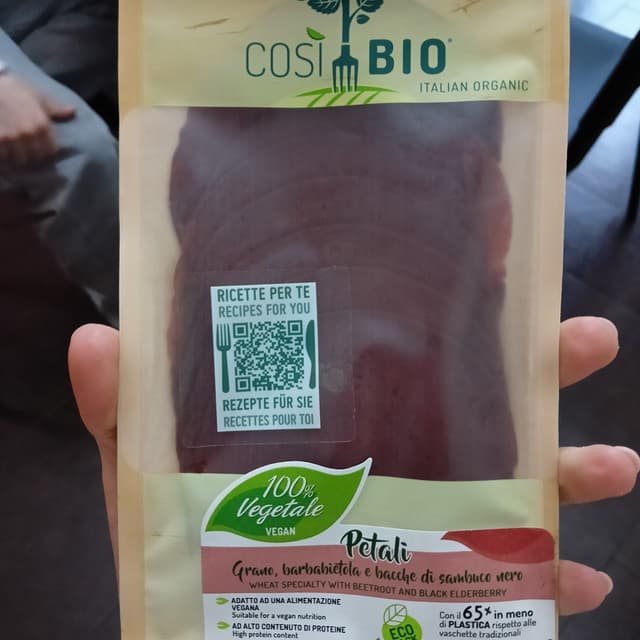 COSÌ BIO®
ITALIAN ORGANIC
RICETTE PER TE
RECIPES FOR YOU
REZEPTE FÜR SIE
RECETTES POUR TOI
100%
Vegetale
VEGAN
Petali
Grano, barbabietola e bacche di sambuco nero
WHEAT SPECIALTY WITH BEETROOT AND BLACK ELDERBERRY
ADATTO AD UNA ALIMENTAZIONE
VEGANA
Suitable for a vegan nutrition
AD ALTO CONTENUTO DI PROTEINE
High protein content
ECO
Con il 65% in meno
di PLASTICA rispetto alle
vaschette tradizionali